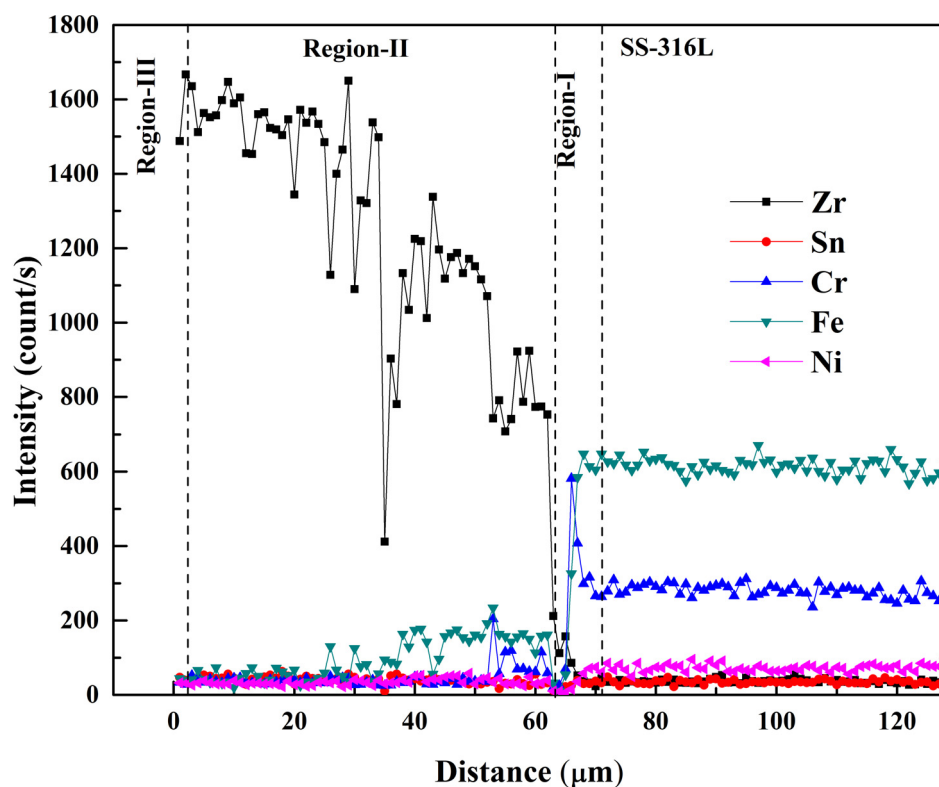 1800
1600
1400
1200
1000
800
600
400
200
0
Intensity (count/s)
Region-III
Region-II
Region-I
SS-316L
Zr
Sn
Cr
Fe
Ni
0 20 40 60 80 100 120
Distance (μm)